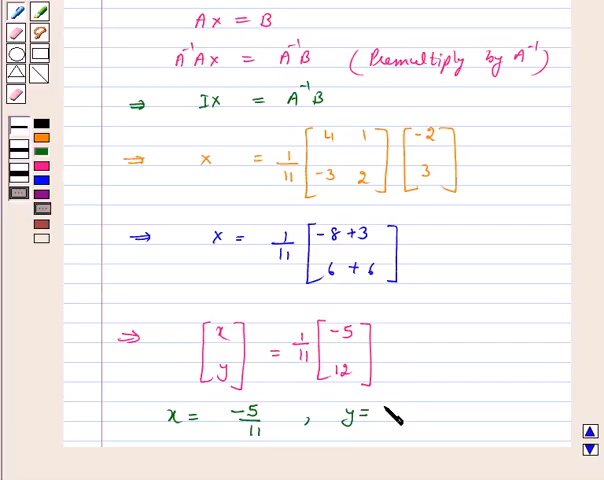 Ax = B
A⁻¹Ax = A⁻¹B (Premultiply by A⁻¹)
⇒ Ix = A⁻¹B
⇒ x = 1/11 [4 1; -3 2] [-2; 3]
⇒ x = 1/11 [-8+3; 6+6]
⇒ [x; y] = 1/11 [-5; 12]
x = -5/11 , y=